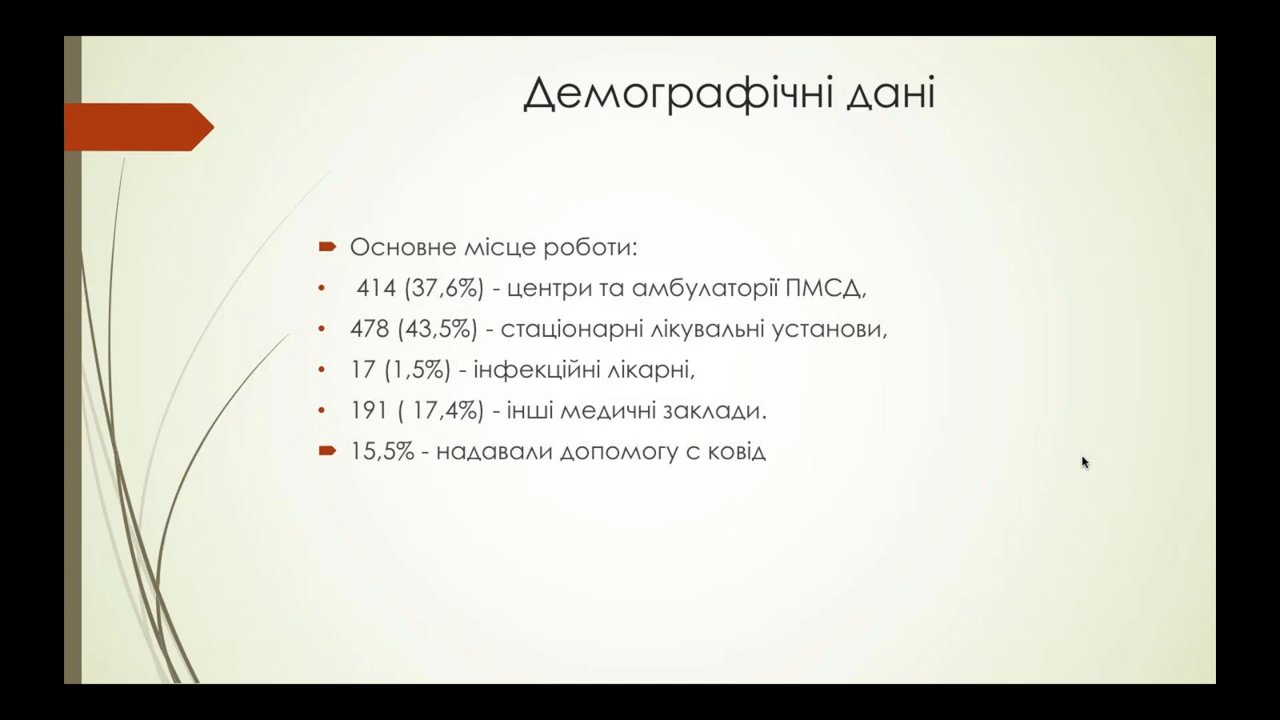 Демографічні дані
Основне місце роботи:
414 (37,6%) - центри та амбулаторії ПМСД,
478 (43,5%) - стаціонарні лікувальні установи,
17 (1,5%) - інфекційні лікарні,
191 ( 17,4%) - інші медичні заклади.
15,5% - надавали допомогу с ковід